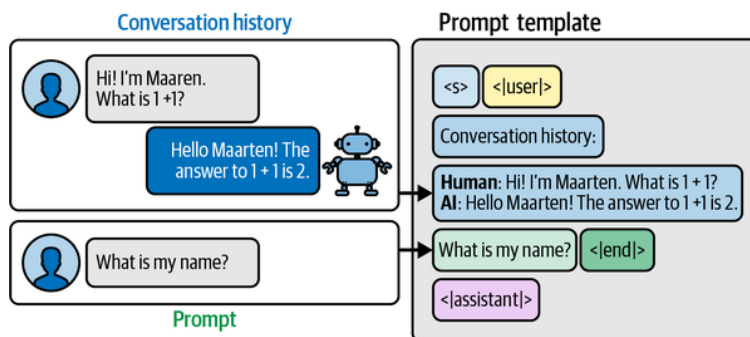 Conversation history
Hi! I'm Maaren.
What is 1 +1?
Hello Maarten! The
answer to 1 + 1 is 2.
What is my name?
Prompt
Prompt template
<s> <|user|>
Conversation history:
Human: Hi! I'm Maarten. What is 1 + 1?
AI: Hello Maarten! The answer to 1 +1 is 2.
What is my name? <|end|>
<|assistant|>